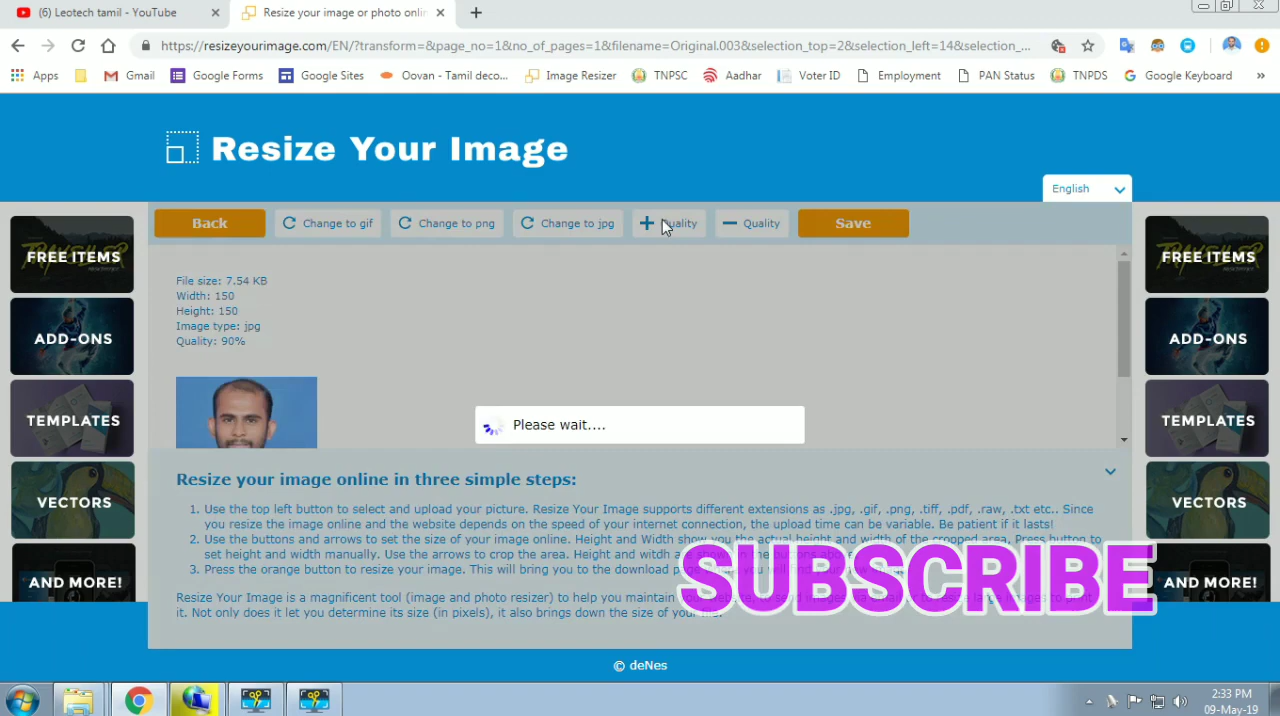 (6) Leotech tamil - YouTube
Resize your image or photo onlin
https://resizeyourimage.com/EN/?transform=&page_no=1&no_of_pages=1&filename=Original.003&selection_top=2&selection_left=14&selection_...
Apps Gmail Google Forms Google Sites Oovan - Tamil deco... Image Resizer TNPSC Aadhar Voter ID Employment PAN Status TNPDS Google Keyboard »
Resize Your Image
English
Back Change to gif Change to png Change to jpg Quality Quality Save
File size: 7.54 KB
Width: 150
Height: 150
Image type: jpg
Quality: 90%
Please wait....
FREE ITEMS
ADD-ONS
TEMPLATES
VECTORS
AND MORE!
FREE ITEMS
ADD-ONS
TEMPLATES
VECTORS
AND MORE!
Resize your image online in three simple steps:
1. Use the top left button to select and upload your picture. Resize Your Image supports different extensions as .jpg, .gif, .png, .tiff, .pdf, .raw, .txt etc.. Since
you resize the image online and the website depends on the speed of your internet connection, the upload time can be variable. Be patient if it lasts!
2. Use the buttons and arrows to set the size of your image online. Height and Width show you the actual height and width of the cropped area. Press button to
set height and width manually. Use the arrows to crop the area. Height and witdh are shown in the buttons above
3. Press the orange button to resize your image. This will bring you to the download
SUBSCRIBE
Resize Your Image is a magnificent tool (image and photo resizer) to help you maintain print
it. Not only does it let you determine its size (in pixels), it also brings down the size of your file.
© deNes
2:33 PM
09-May-19